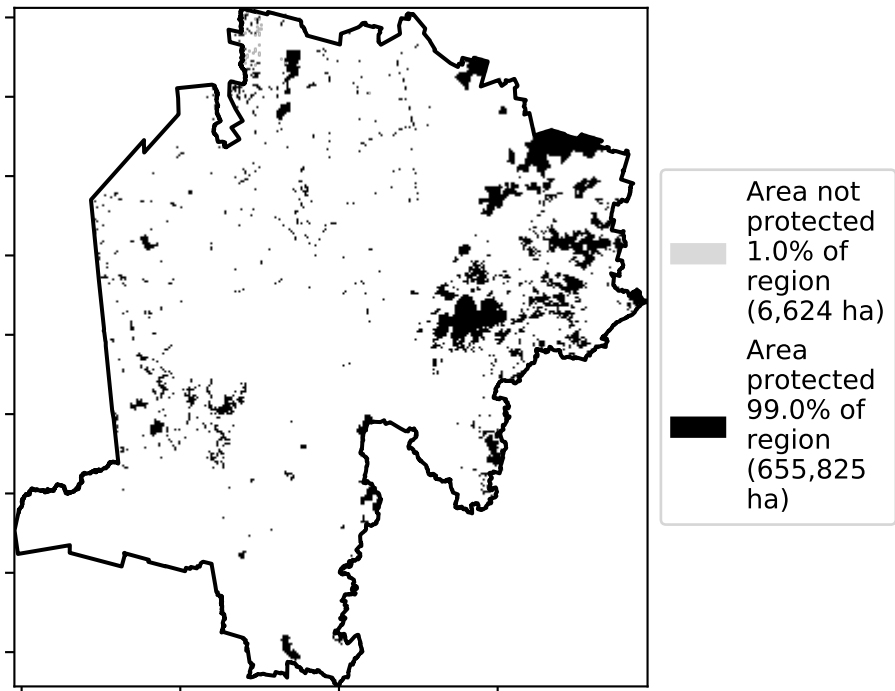 Area not
protected
1.0% of
region
(6,624 ha)
Area
protected
99.0% of
region
(655,825
ha)